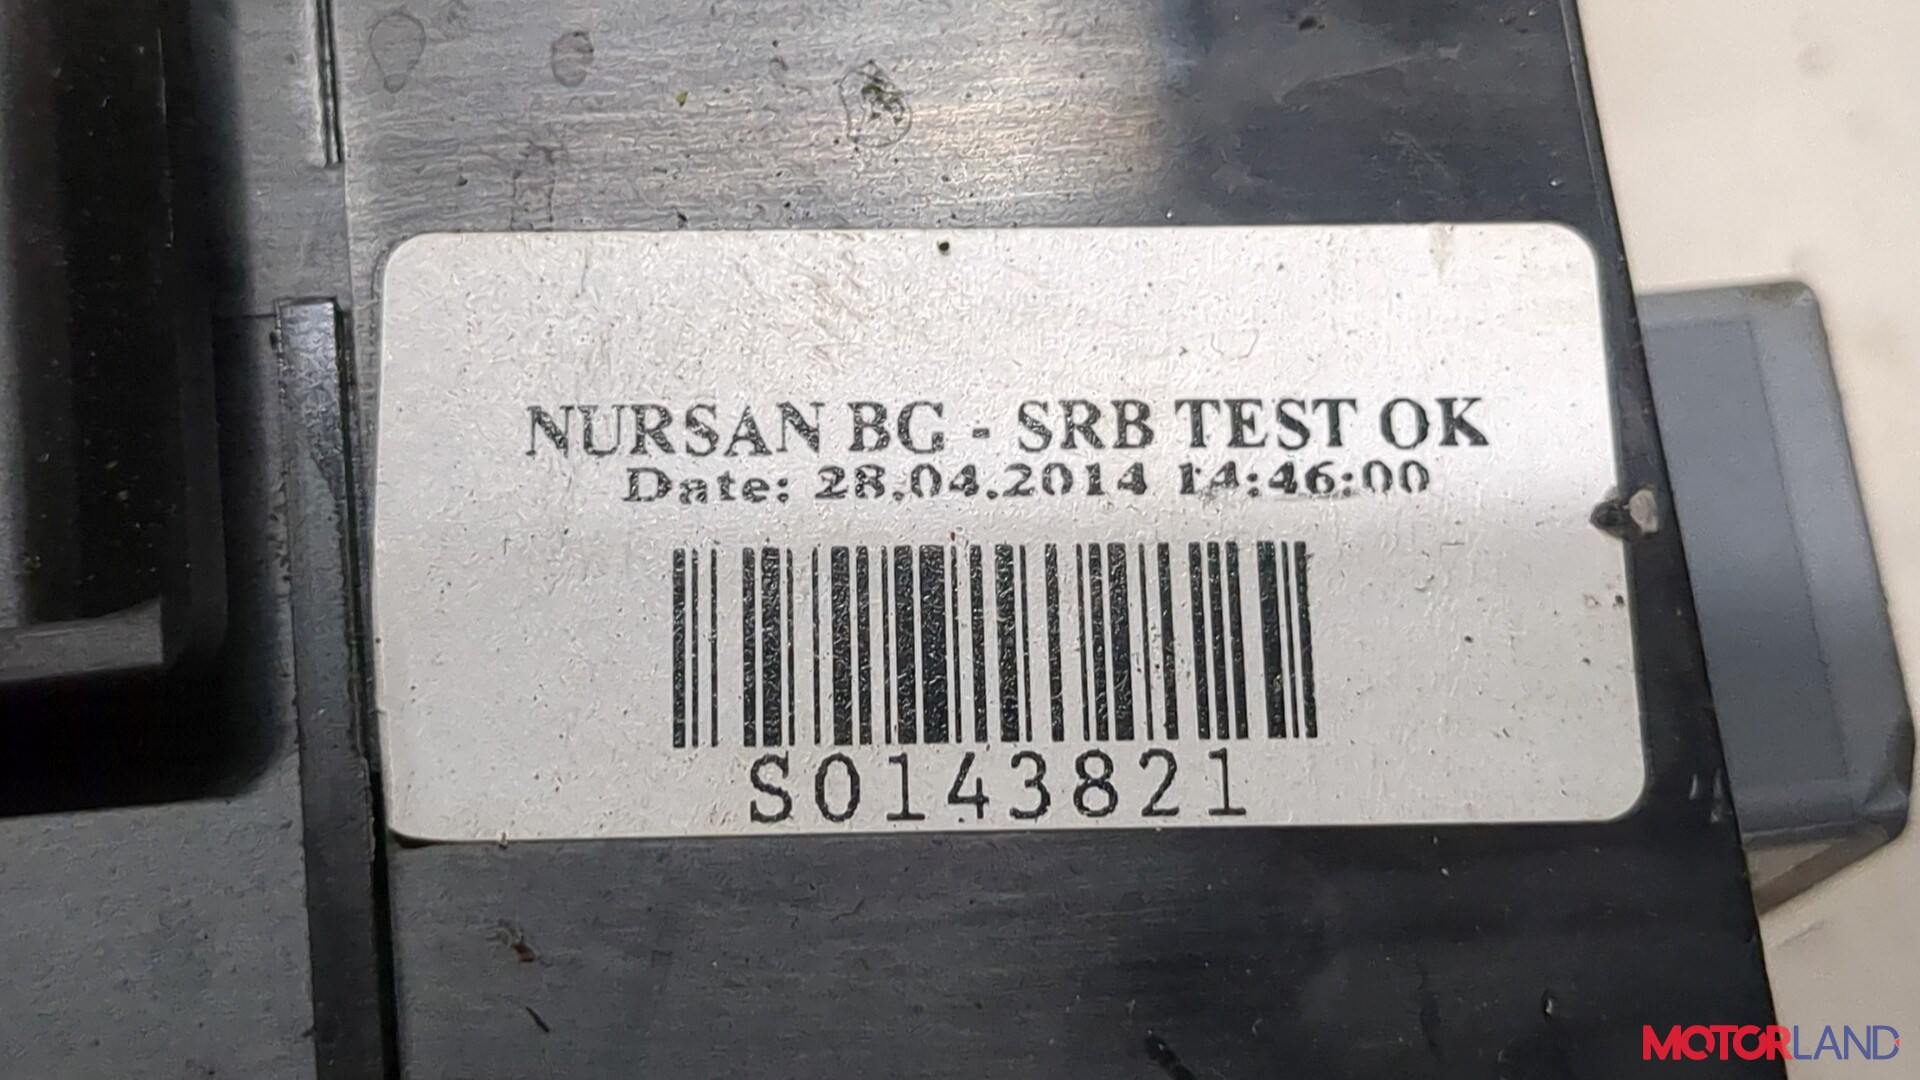 NURSAN BG - SRB TEST OK
Date: 28.04.2014 14:46:00
S0143821
MOTORLAND